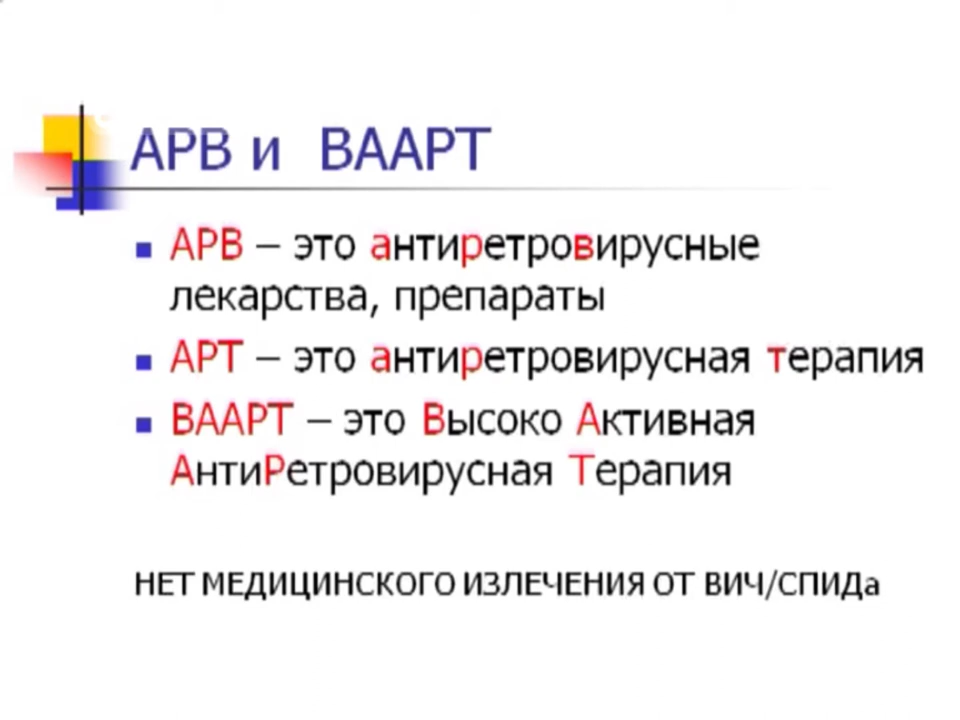 АРВ и ВААРТ
АРВ – это антиретровирусные
лекарства, препараты
АРТ – это антиретровирусная терапия
ВААРТ – это Высоко Активная
АнтиРетровирусная Терапия
НЕТ МЕДИЦИНСКОГО ИЗЛЕЧЕНИЯ ОТ ВИЧ/СПИДа